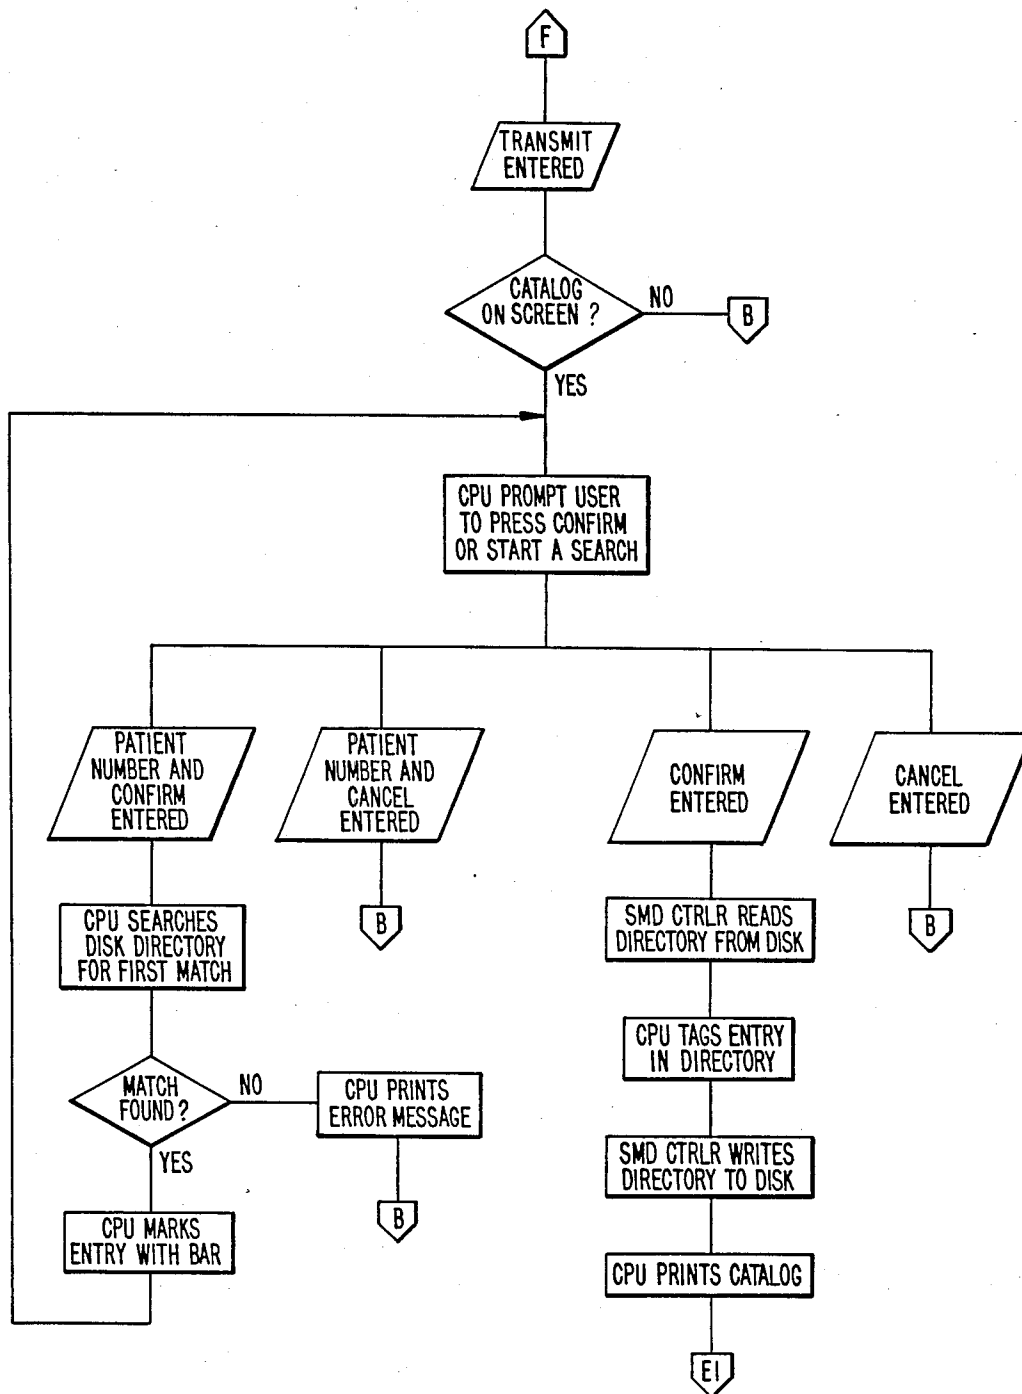 F
TRANSMIT
ENTERED
CATALOG
ON SCREEN ?
NO
B
YES
CPU PROMPT USER
TO PRESS CONFIRM
OR START A SEARCH
PATIENT
NUMBER AND
CONFIRM
ENTERED
PATIENT
NUMBER AND
CANCEL
ENTERED
CONFIRM
ENTERED
CANCEL
ENTERED
CPU SEARCHES
DISK DIRECTORY
FOR FIRST MATCH
B
SMD CTRLR READS
DIRECTORY FROM DISK
B
CPU TAGS ENTRY
IN DIRECTORY
MATCH
FOUND?
NO
CPU PRINTS
ERROR MESSAGE
YES
SMD CTRLR WRITES
DIRECTORY TO DISK
CPU MARKS
ENTRY WITH BAR
B
CPU PRINTS CATALOG
E1